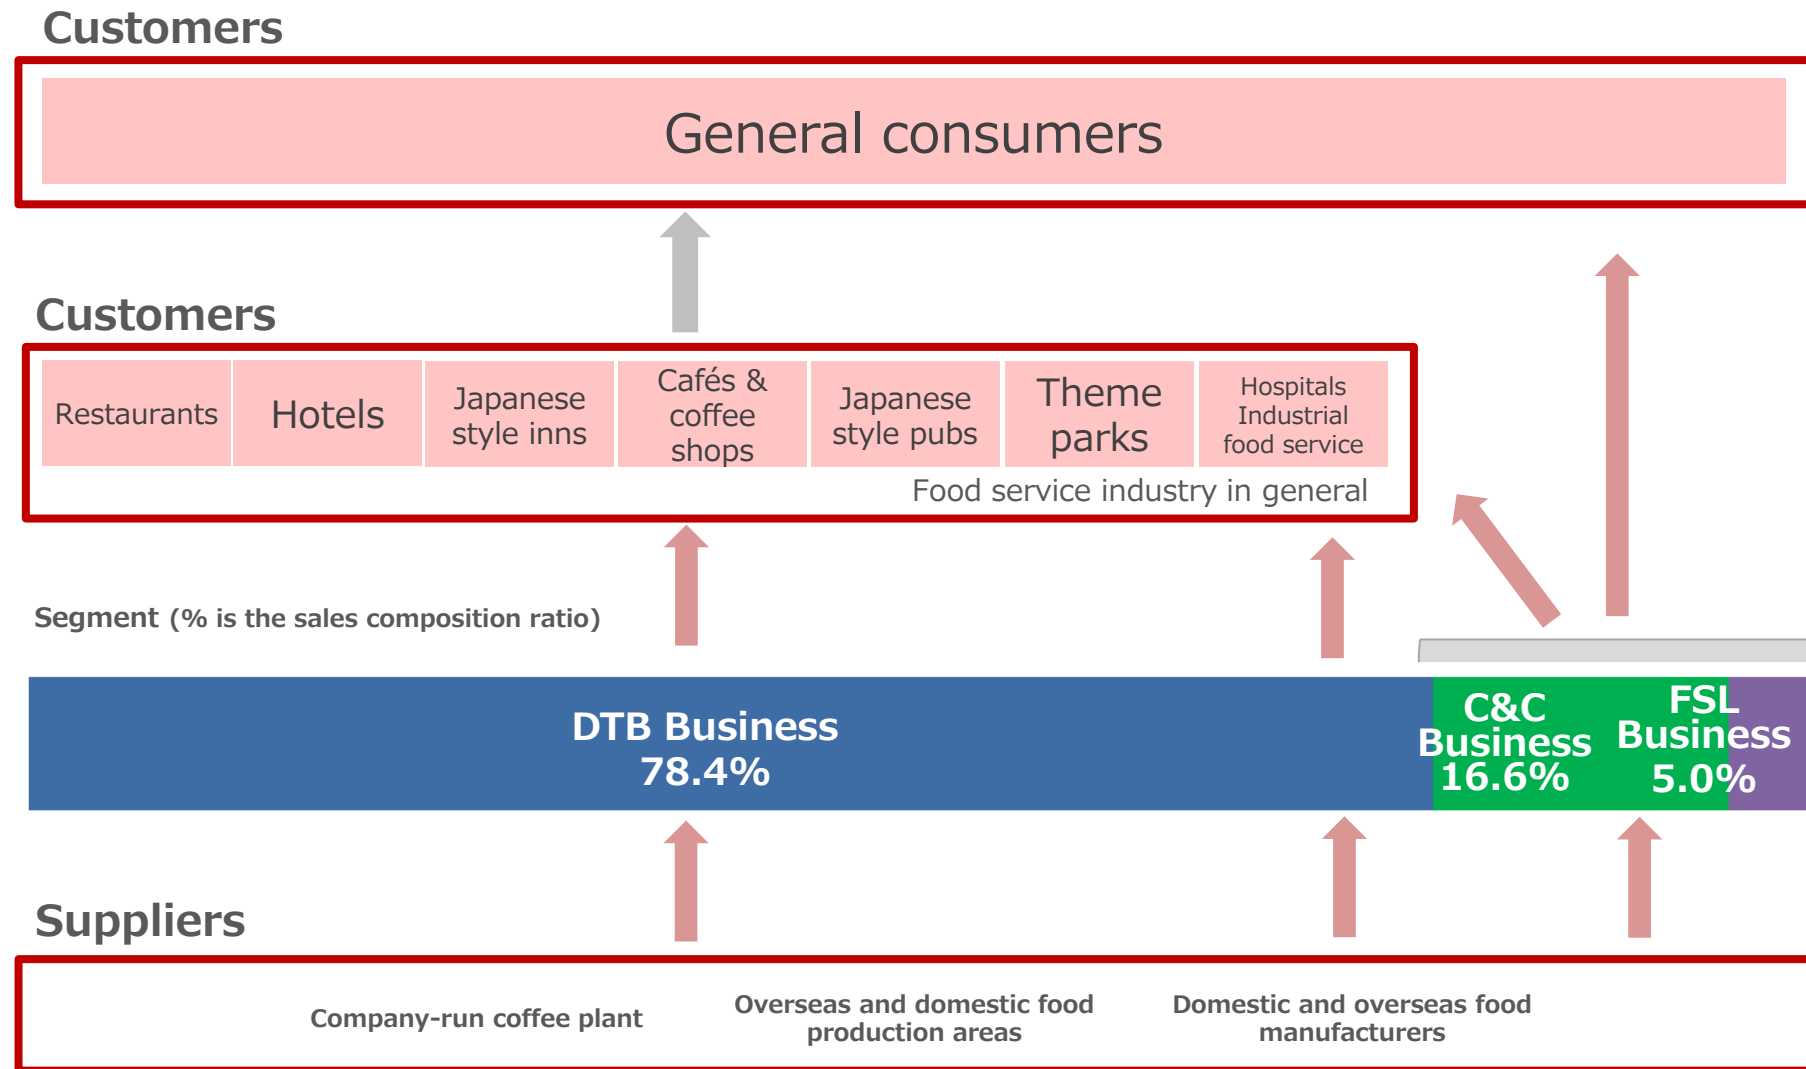 Customers
General consumers
Customers
Restaurants
Hotels
Japanese
style inns
Cafés &
coffee
shops
Japanese
style pubs
Theme
parks
Hospitals
Industrial
food service
Food service industry in general
Segment (% is the sales composition ratio)
DTB Business
78.4%
C&C
Business
16.6%
FSL
Business
5.0%
Suppliers
Company-run coffee plant
Overseas and domestic food
production areas
Domestic and overseas food
manufacturers